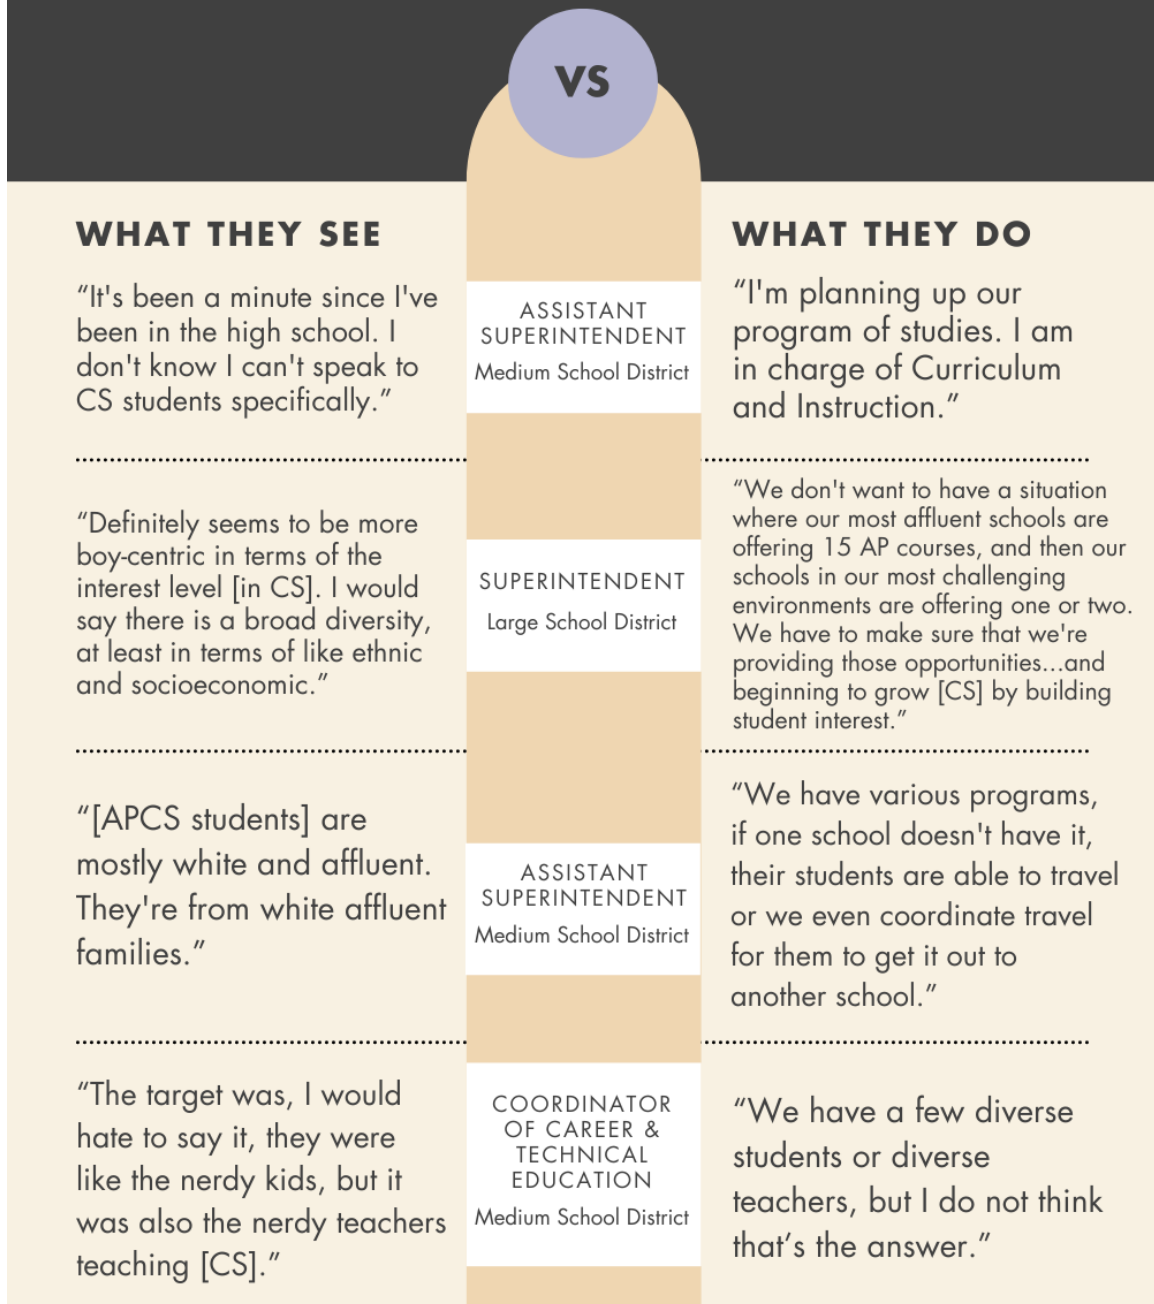 VS
WHAT THEY SEE
WHAT THEY DO
“It's been a minute since I've
been in the high school. I
don't know I can't speak to
CS students specifically.”
ASSISTANT
SUPERINTENDENT
Medium School District
“I'm planning up our
program of studies. I am
in charge of Curriculum
and Instruction.”
“Definitely seems to be more
boy-centric in terms of the
interest level [in CS]. I would
say there is a broad diversity,
at least in terms of like ethnic
and socioeconomic.”
SUPERINTENDENT
Large School District
“We don't want to have a situation
where our most affluent schools are
offering 15 AP courses, and then our
schools in our most challenging
environments are offering one or two.
We have to make sure that we're
providing those opportunities...and
beginning to grow [CS] by building
student interest.”
“[APCS students] are
mostly white and affluent.
They're from white affluent
families.”
ASSISTANT
SUPERINTENDENT
Medium School District
“We have various programs,
if one school doesn't have it,
their students are able to travel
or we even coordinate travel
for them to get it out to
another school.”
“The target was, I would
hate to say it, they were
like the nerdy kids, but it
was also the nerdy teachers
teaching [CS].”
COORDINATOR
OF CAREER &
TECHNICAL
EDUCATION
Medium School District
“We have a few diverse
students or diverse
teachers, but I do not think
that’s the answer.”